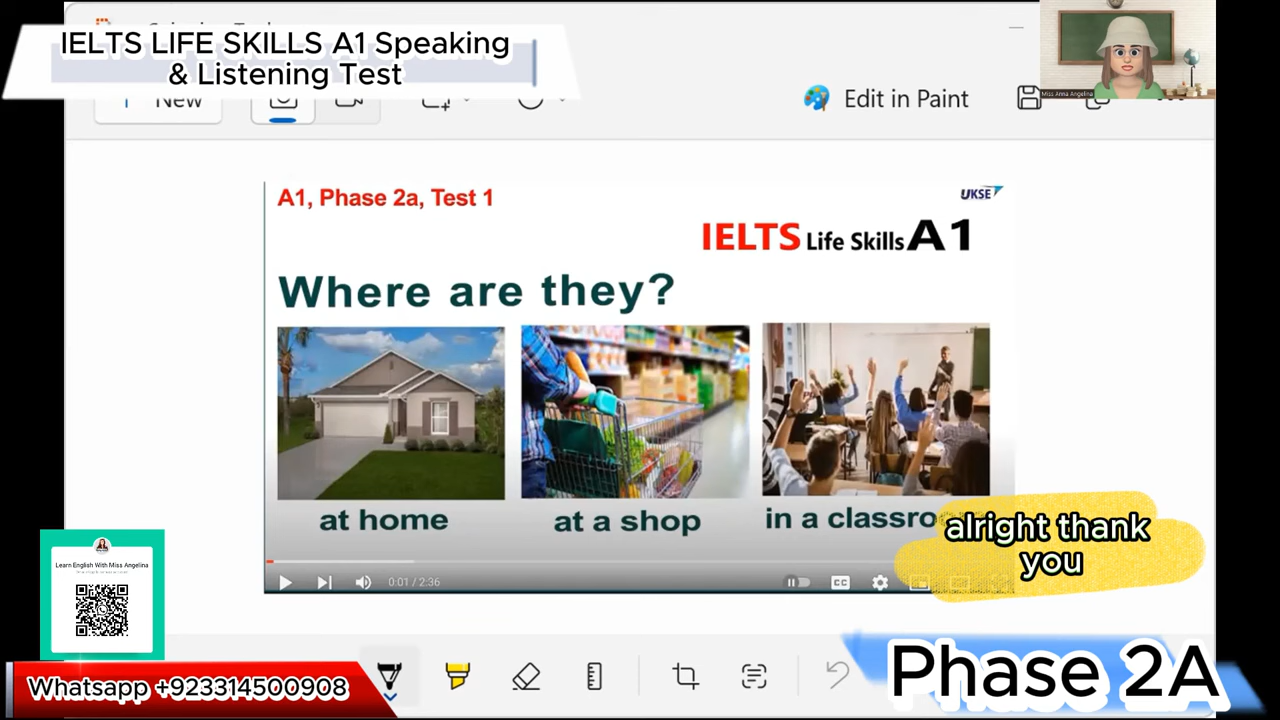 IELTS LIFE SKILLS A1 Speaking
& Listening Test
New
Edit in Paint
Miss Anna Angelina
A1, Phase 2a, Test 1
UKSE
IELTS Life Skills A1
Where are they?
at home
at a shop
in a classro
alright thank
you
0:01 / 2:36
CC
Learn English With Miss Angelina
Whatsapp +923314500908
Phase 2A